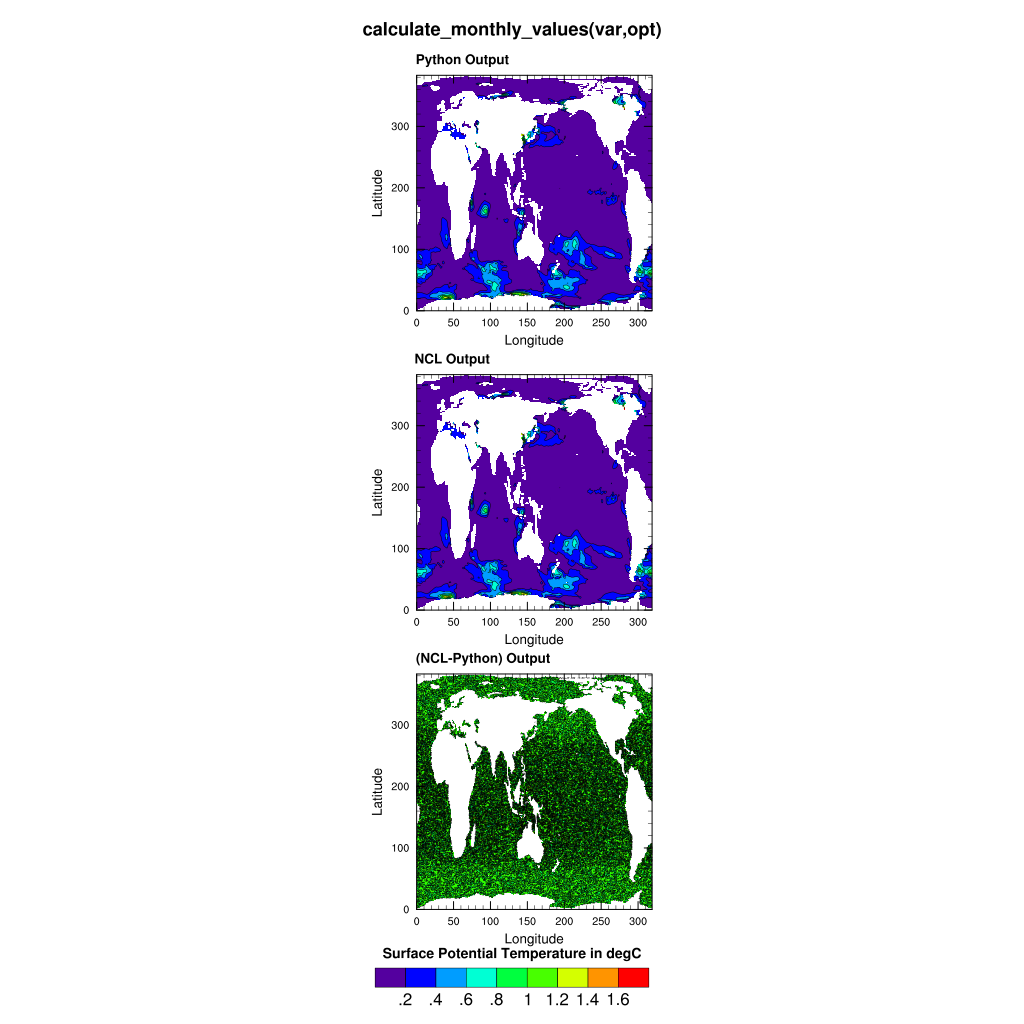 calculate_monthly_values(var,opt)
Python Output
300
200
100
0
Latitude
0 50 100 150 200 250 300
Longitude
NCL Output
300
200
100
0
Latitude
0 50 100 150 200 250 300
Longitude
(NCL-Python) Output
300
200
100
0
Latitude
0 50 100 150 200 250 300
Longitude
Surface Potential Temperature in degC
.2 .4 .6 .8 1 1.2 1.4 1.6